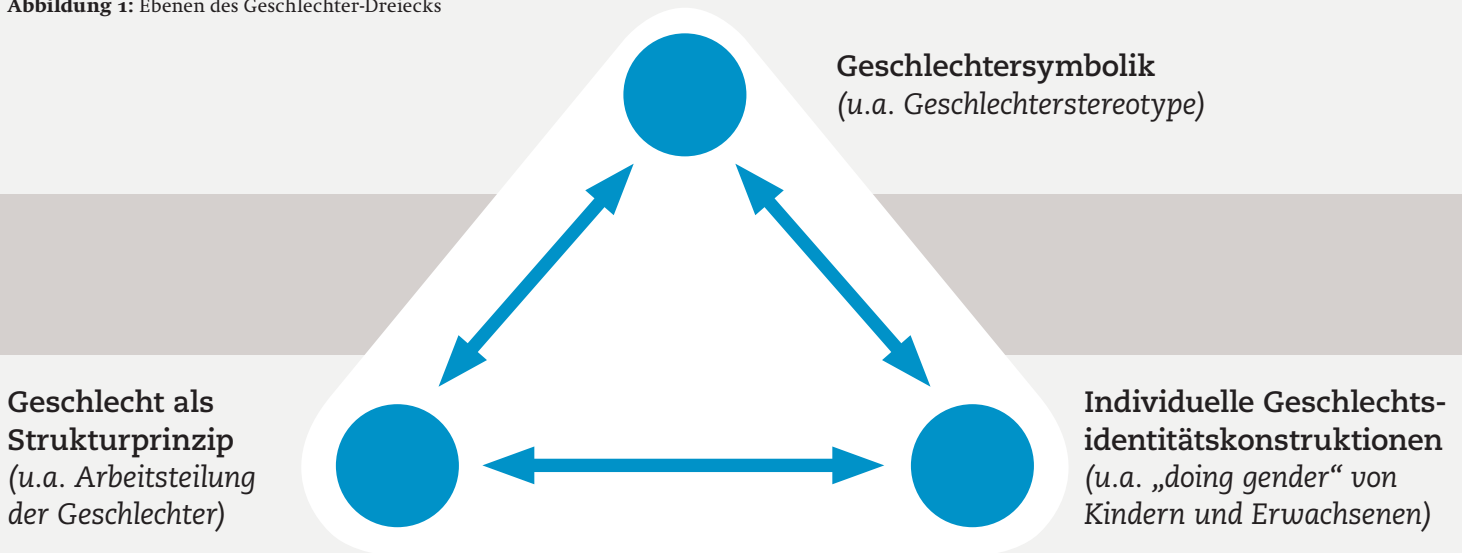 Abbildung 1: Ebenen des Geschlechter-Dreiecks
Geschlechtersymbolik
(u.a. Geschlechterstereotype)
Geschlecht als
Strukturprinzip
(u.a. Arbeitsteilung
der Geschlechter)
Individuelle Geschlechts-
identitätskonstruktionen
(u.a. „doing gender“ von
Kindern und Erwachsenen)